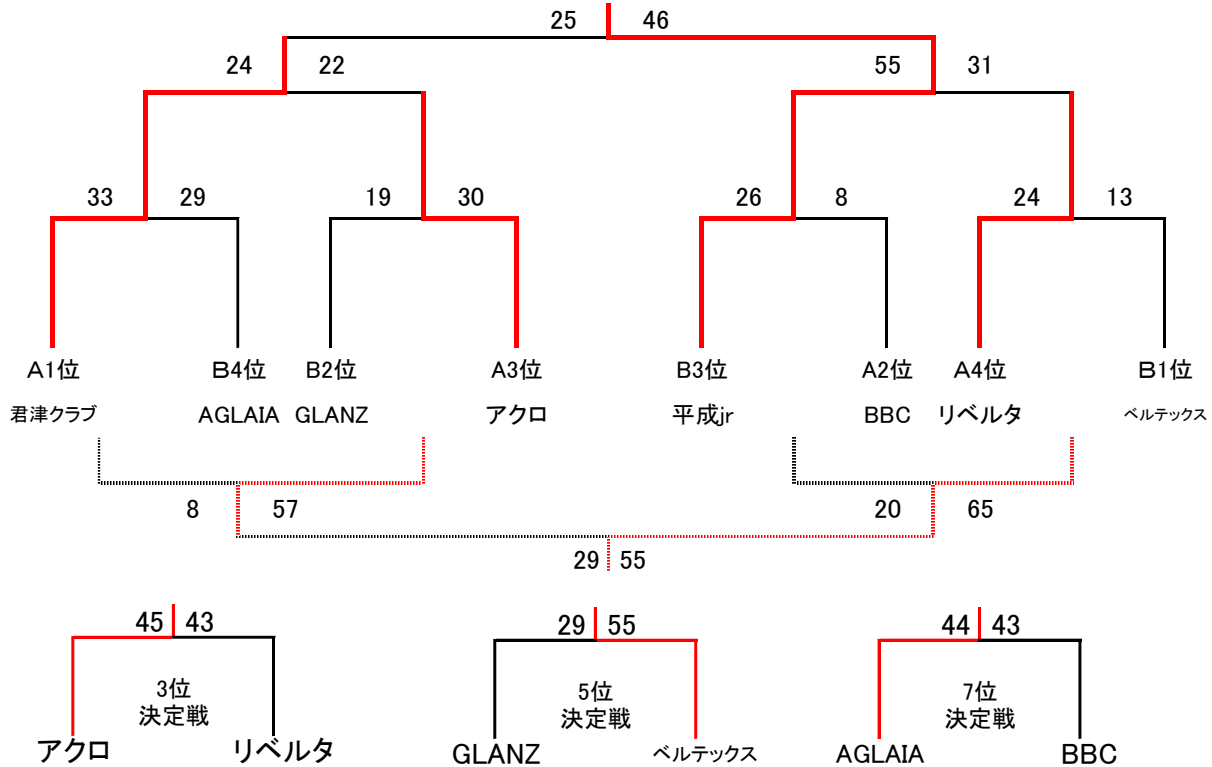 25 46
24 22 55 31
33 29 19 30 26 8 24 13
A1位 B4位 B2位 A3位 B3位 A2位 A4位 B1位
君津クラブ AGLAIA GLANZ アクロ 平成jr BBC リベルタ ベルテックス
8 57 20 65
29 55
45 43 29 55 44 43
3位 5位 7位
決定戦 決定戦 決定戦
アクロ リベルタ GLANZ ベルテックス AGLAIA BBC